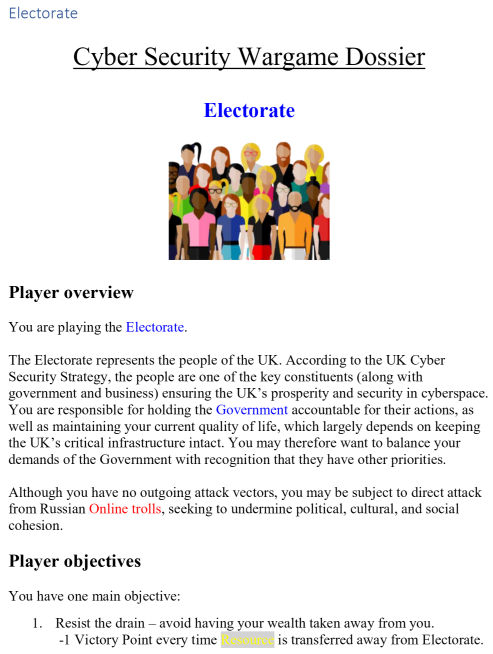 Electorate
Cyber Security Wargame Dossier
Electorate
Player overview
You are playing the Electorate.
The Electorate represents the people of the UK. According to the UK Cyber
Security Strategy, the people are one of the key constituents (along with
government and business) ensuring the UK's prosperity and security in cyberspace.
You are responsible for holding the Government accountable for their actions, as
well as maintaining your current quality of life, which largely depends on keeping
the UK's critical infrastructure intact. You may therefore want to balance your
demands of the Government with recognition that they have other priorities.
Although you have no outgoing attack vectors, you may be subject to direct attack
from Russian Online trolls, seeking to undermine political, cultural, and social
cohesion.
Player objectives
You have one main objective:
1. Resist the drain – avoid having your wealth taken away from you.
-1 Victory Point every time Resource is transferred away from Electorate.